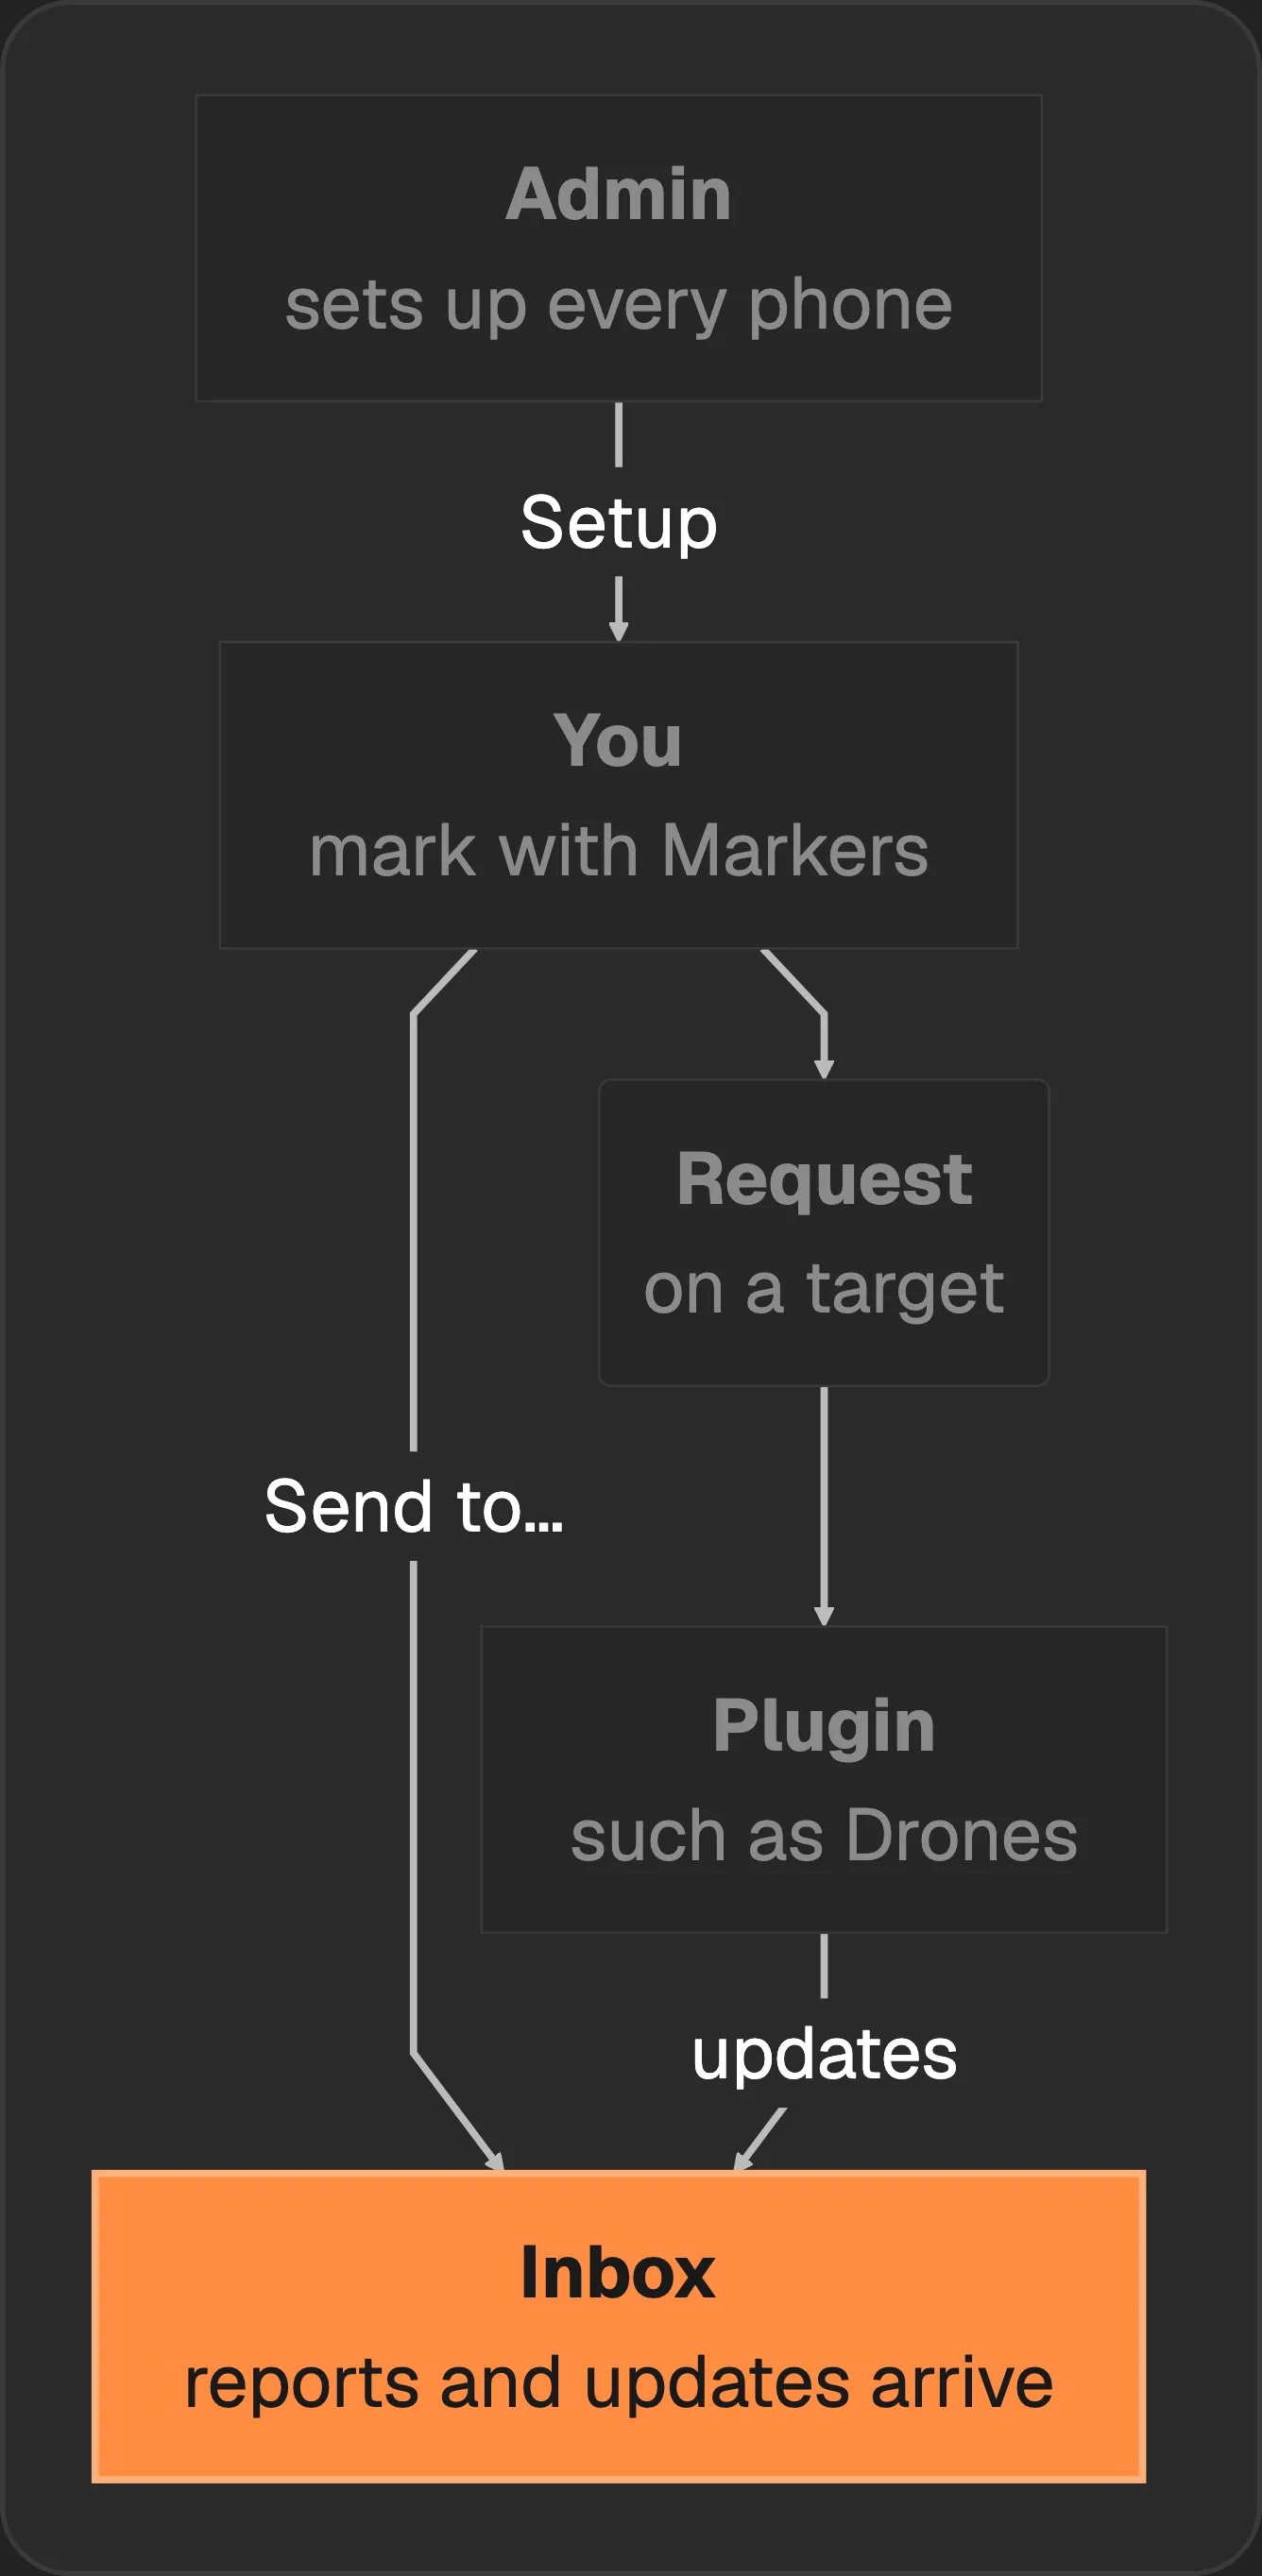 Admin
sets up every phone
Setup
You
mark with Markers
Request
on a target
Send to...
Plugin
such as Drones
updates
Inbox
reports and updates arrive